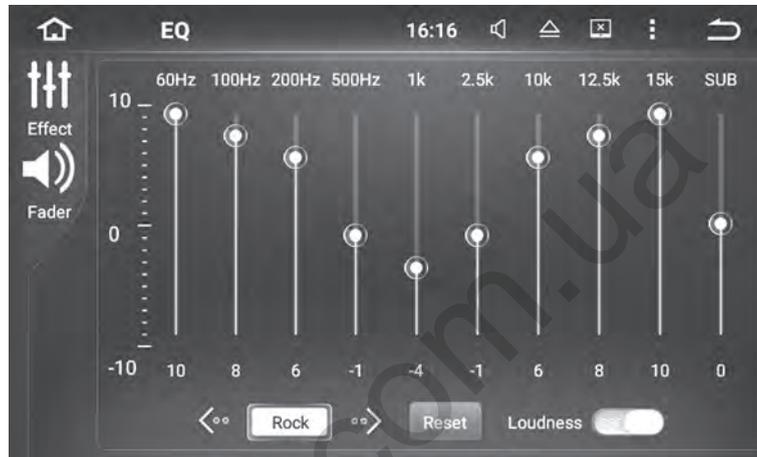 EQ 16:16
60Hz 100Hz 200Hz 500Hz 1k 2.5k 10k 12.5k 15k SUB
10
Effect
Fader
0
-10 10 8 6 -1 -4 -1 6 8 10 0
Rock Reset Loudness
.com.ua